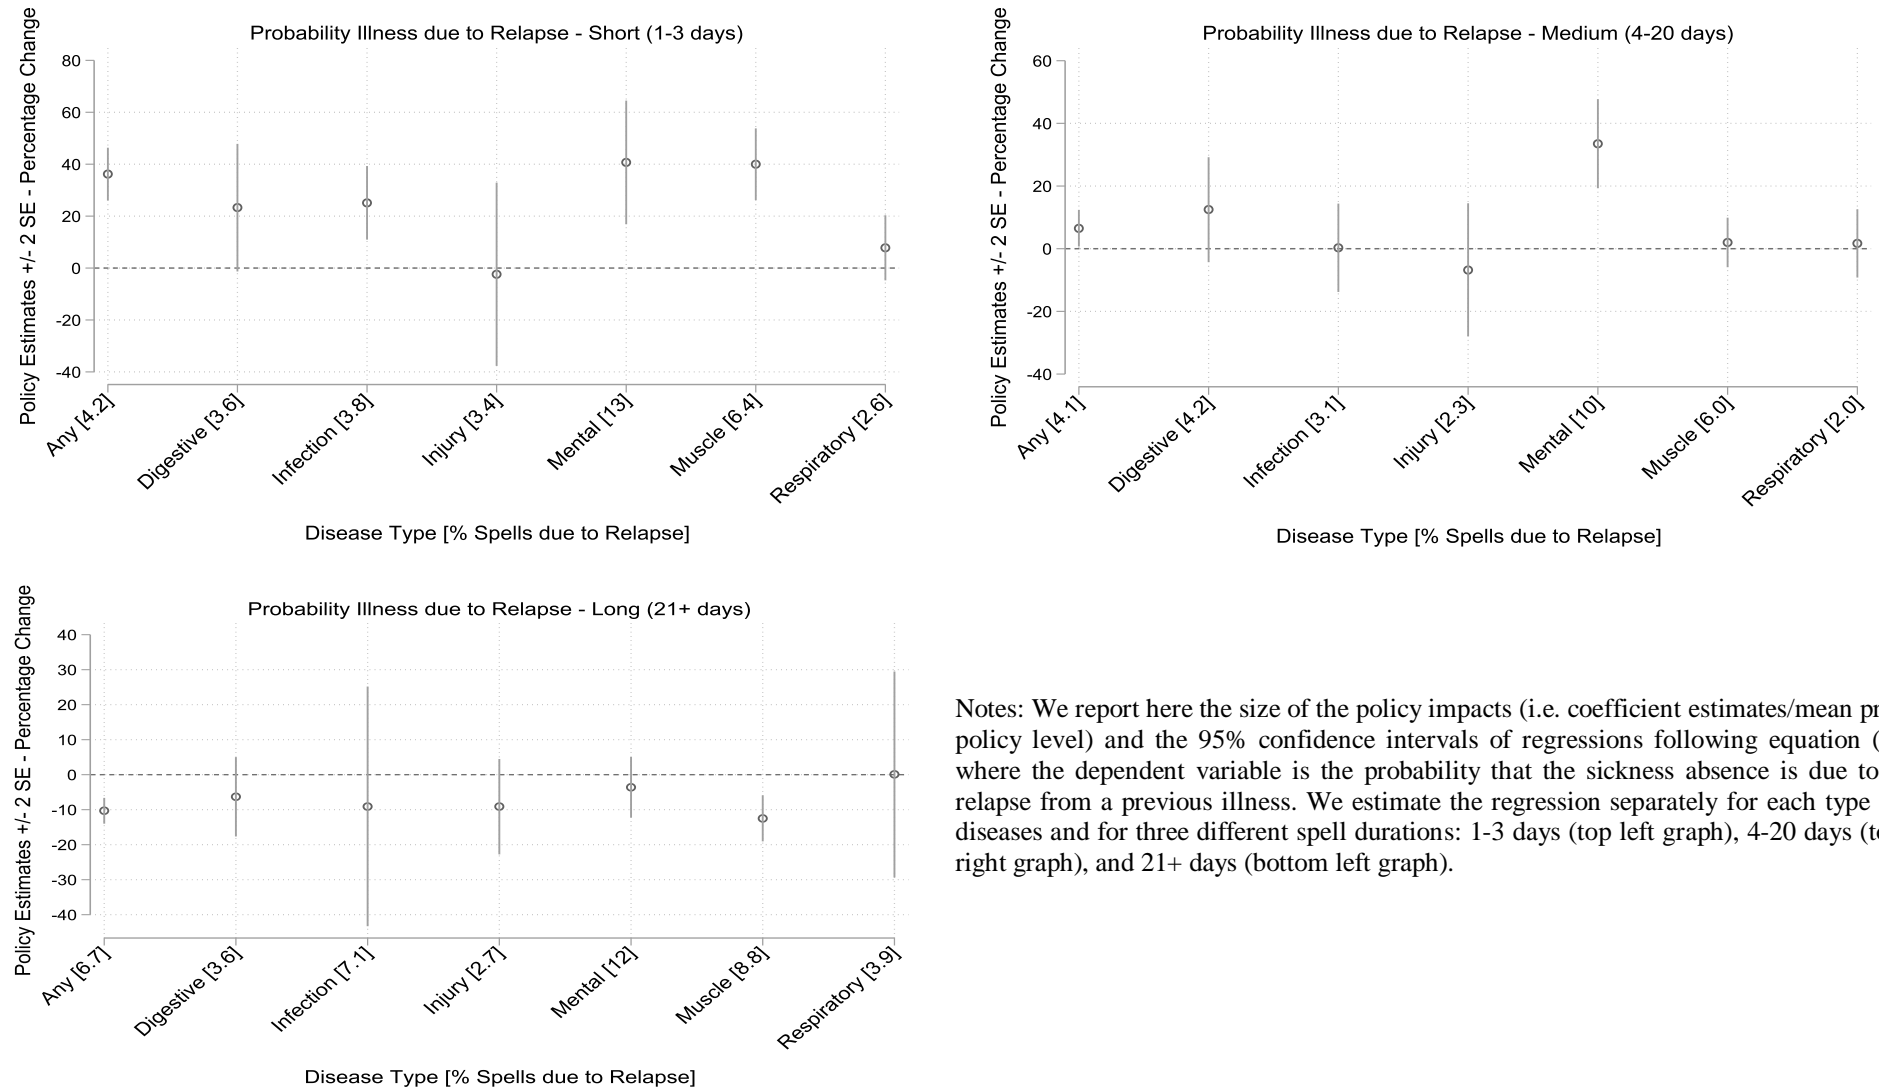 Probability Illness due to Relapse - Short (1-3 days)
Policy Estimates +/- 2 SE - Percentage Change
80
60
40
20
0
-20
-40
Any [4.2]
Digestive [3.6]
Infection [3.8]
Injury [3.4]
Mental [13]
Muscle [6.4]
Respiratory [2.6]
Disease Type [% Spells due to Relapse]
Probability Illness due to Relapse - Medium (4-20 days)
Policy Estimates +/- 2 SE - Percentage Change
60
40
20
0
-20
-40
Any [4.1]
Digestive [4.2]
Infection [3.1]
Injury [2.3]
Mental [10]
Muscle [6.0]
Respiratory [2.0]
Disease Type [% Spells due to Relapse]
Probability Illness due to Relapse - Long (21+ days)
Policy Estimates +/- 2 SE - Percentage Change
40
30
20
10
0
-10
-20
-30
-40
Any [6.7]
Digestive [3.6]
Infection [7.1]
Injury [2.7]
Mental [12]
Muscle [8.8]
Respiratory [3.9]
Disease Type [% Spells due to Relapse]
Notes: We report here the size of the policy impacts (i.e. coefficient estimates/mean
policy level) and the 95% confidence intervals of regressions following equation (
where the dependent variable is the probability that the sickness absence is due to
relapse from a previous illness. We estimate the regression separately for each type
diseases and for three different spell durations: 1-3 days (top left graph), 4-20 days
right graph), and 21+ days (bottom left graph).